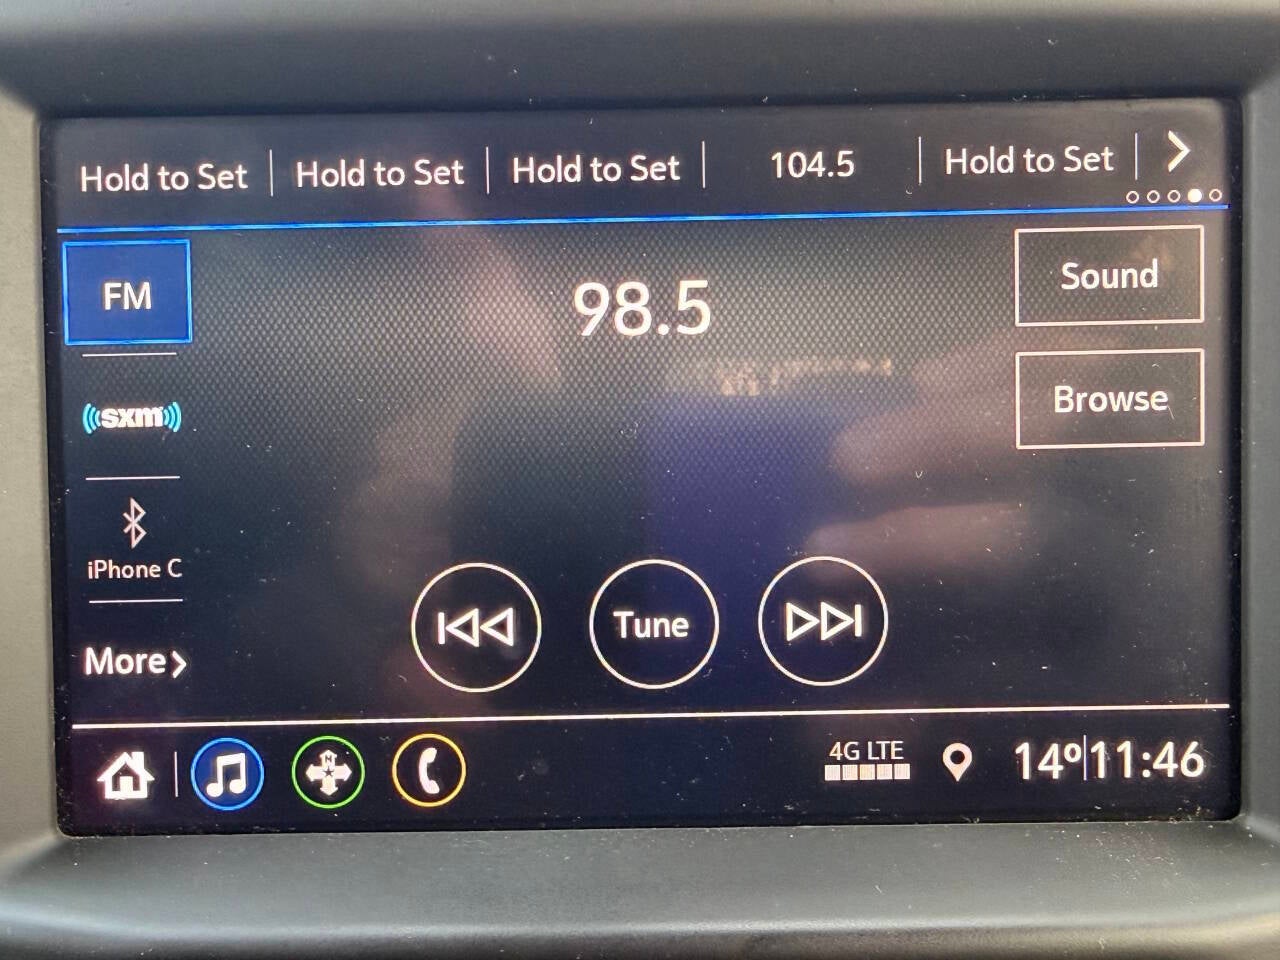 Hold to Set Hold to Set Hold to Set 104.5 Hold to Set
FM
98.5
Sound
sxm
Browse
iPhone C
Tune
More
4G LTE
14° 11:46